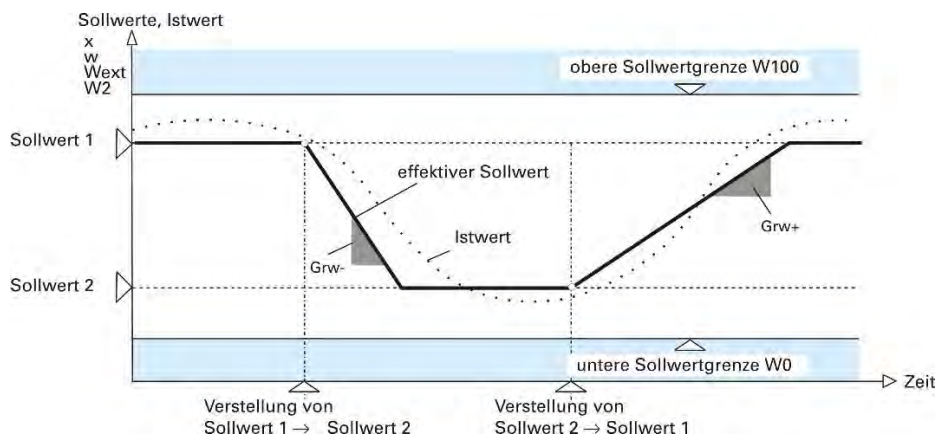 Sollwerte, Istwert
x
w
Wext
W2
obere Sollwertgrenze W100
Sollwert 1
effektiver Sollwert
Grw+
Istwert
Grw-
Sollwert 2
untere Sollwertgrenze W0
Zeit
Verstellung von
Sollwert 1 → Sollwert 2
Verstellung von
Sollwert 2 → Sollwert 1